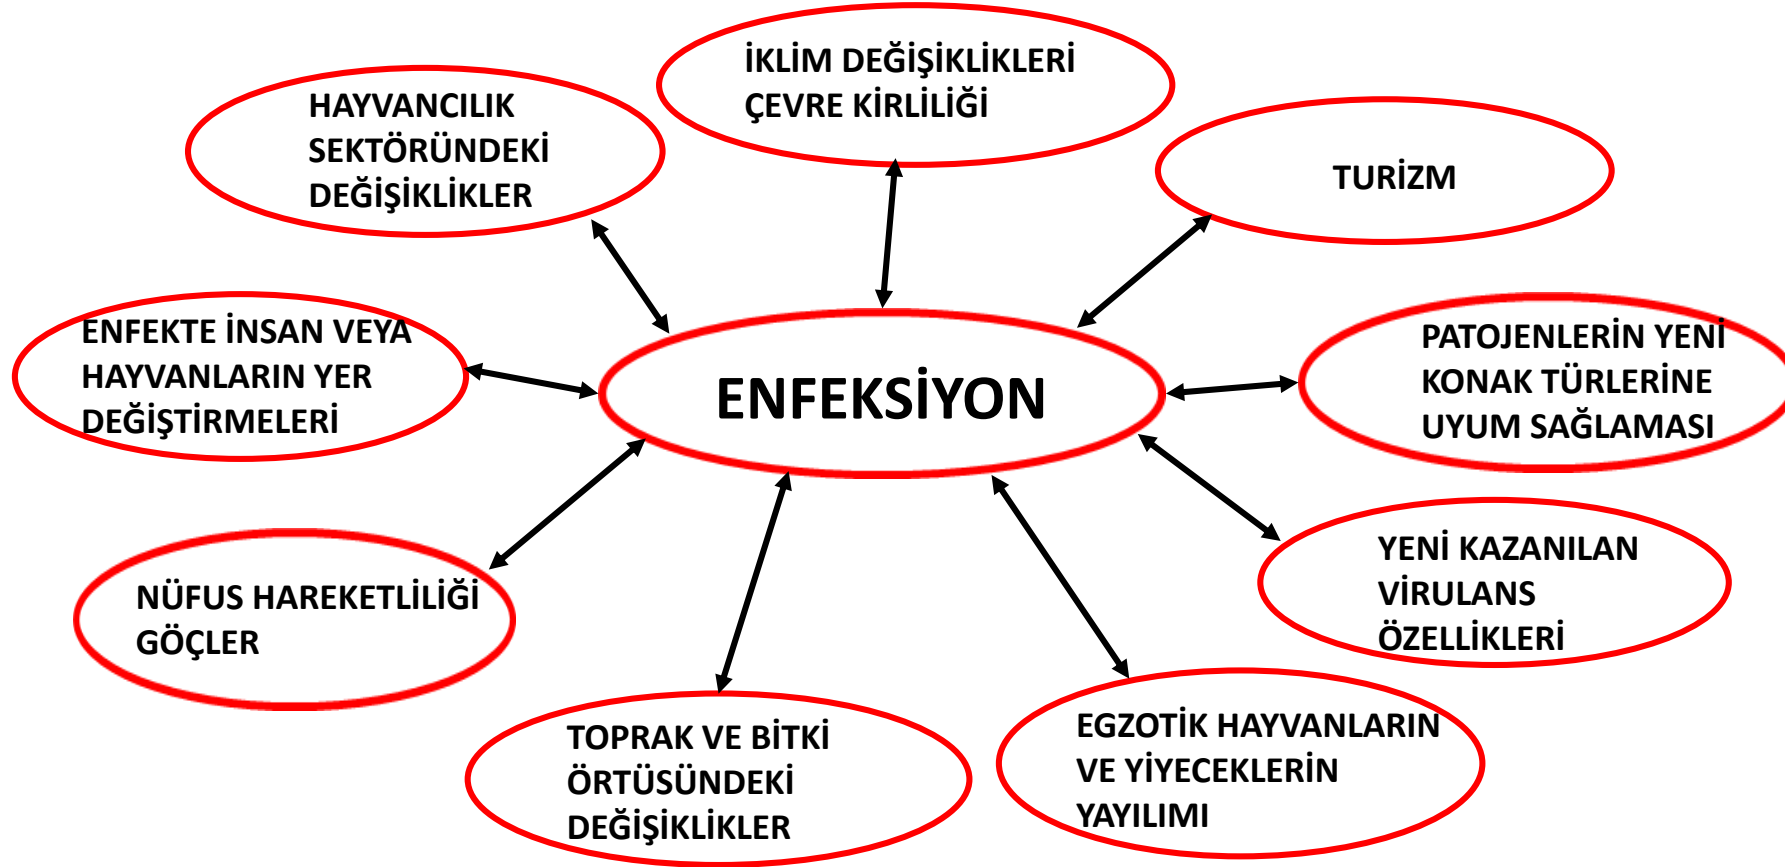 İKLİM DEĞİŞİKLİKLERİ
ÇEVRE KİRLİLİĞİ
HAYVANCILIK
SEKTÖRÜNDEKİ
DEĞİŞİKLİKLER
TURİZM
ENFEKTE İNSAN VEYA
HAYVANLARIN YER
DEĞİŞTİRMELERİ
ENFEKSİYON
PATOJENLERİN YENİ
KONAK TÜRLERİNE
UYUM SAĞLAMASI
NÜFUS HAREKETLİLİĞİ
GÖÇLER
YENİ KAZANILAN
VİRULANS
ÖZELLİKLERİ
TOPRAK VE BİTKİ
ÖRTÜSÜNDEKİ
DEĞİŞİKLİKLER
EGZOTİK HAYVANLARIN
VE YİYECEKLERİN
YAYILIMI